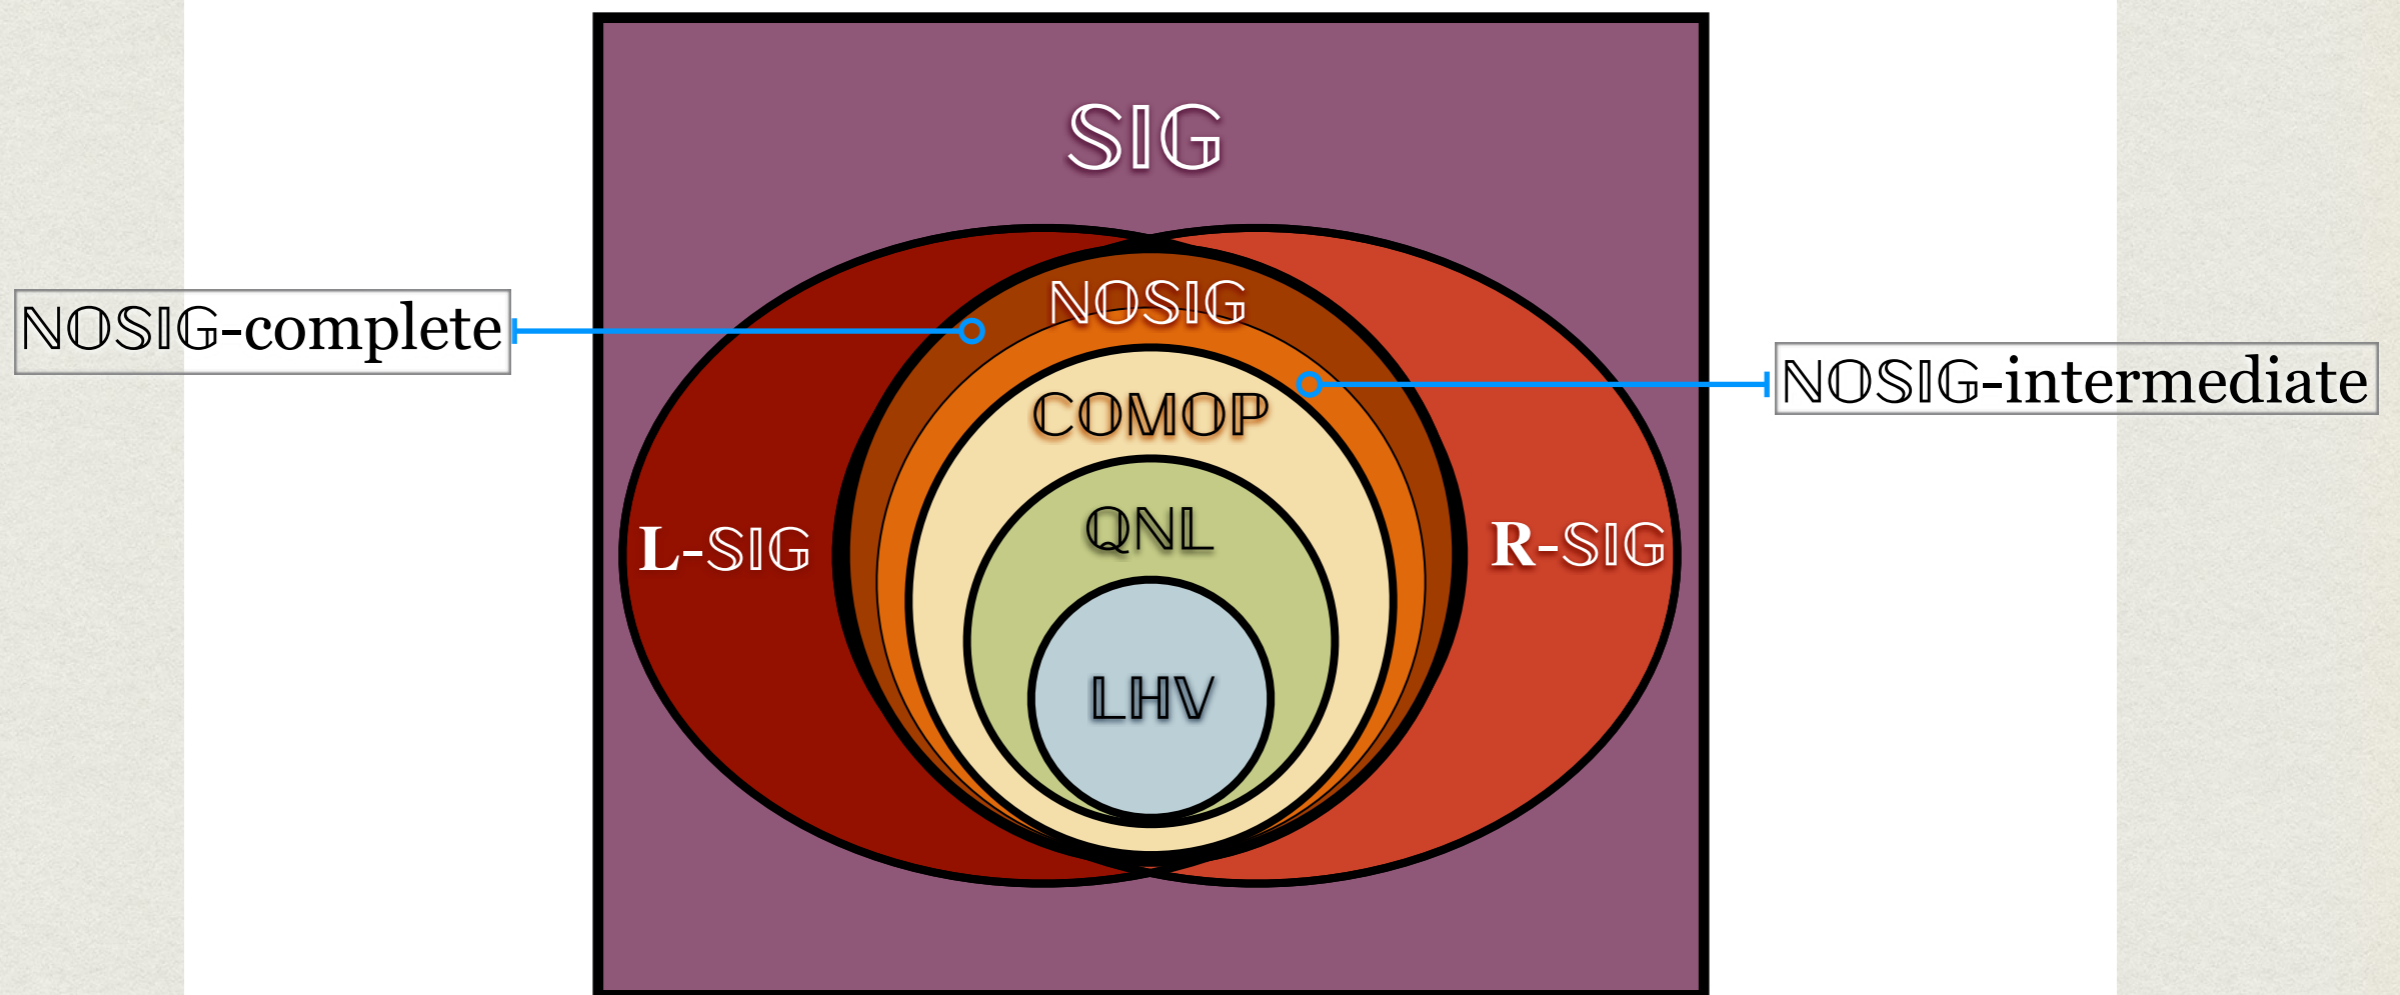 SIG
NOSIG
NOSIG-complete
NOSIG-intermediate
COMOP
QNL
L-SIG
R-SIG
LHV